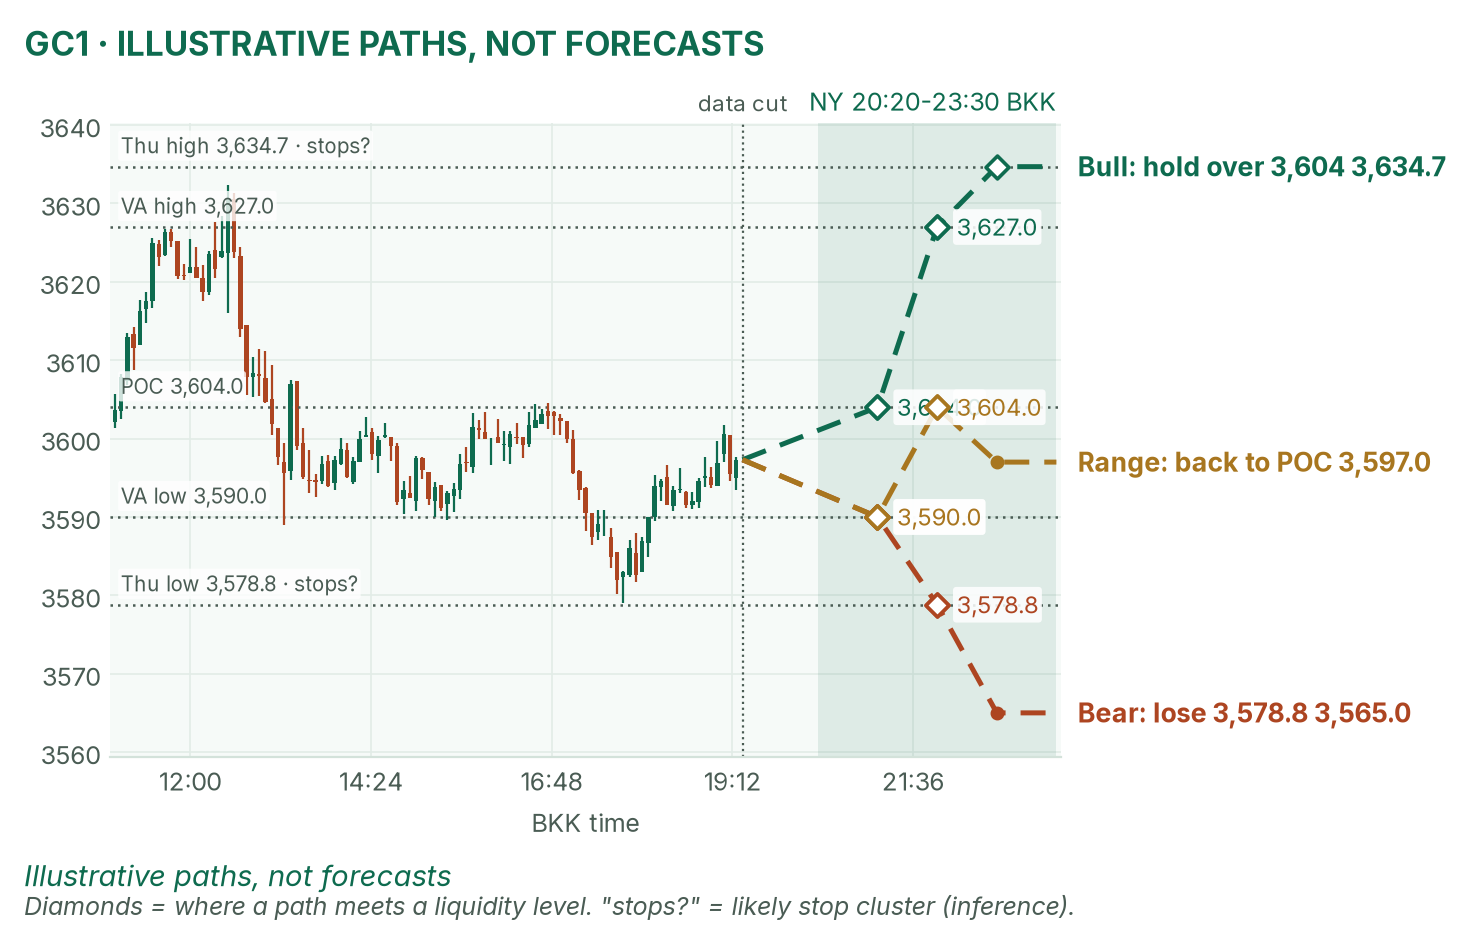 GC1 · ILLUSTRATIVE PATHS, NOT FORECASTS
data cut NY 20:20-23:30 BKK
3640
Thu high 3,634.7 · stops?
Bull: hold over 3,604 3,634.7
3630
VA high 3,627.0
3,627.0
3620
3610
POC 3,604.0
3,604.0
3600
Range: back to POC 3,597.0
VA low 3,590.0
3590
3,590.0
Thu low 3,578.8 · stops?
3580
3,578.8
3570
Bear: lose 3,578.8 3,565.0
3560
12:00 14:24 16:48 19:12 21:36
BKK time
Illustrative paths, not forecasts
Diamonds = where a path meets a liquidity level. "stops?" = likely stop cluster (inference).